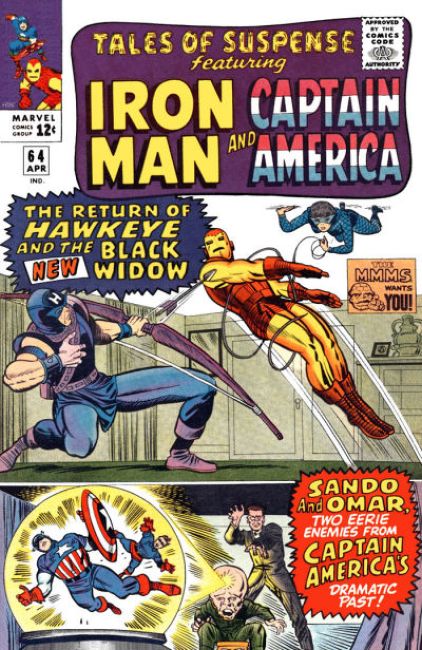 MARVEL
COMICS
GROUP
12¢
64
APR
IND.
TALES OF SUSPENSE
featuring
IRON
MAN
AND
CAPTAIN
AMERICA
APPROVED
BY THE
COMICS
CODE
AUTHORITY
THE RETURN OF
HAWKEYE
AND THE BLACK
NEW WIDOW
H
THE
MMMS
WANTS
YOU!
SANDO
And OMAR,
TWO EERIE
ENEMIES FROM
CAPTAIN
AMERICA'S
DRAMATIC
PAST!